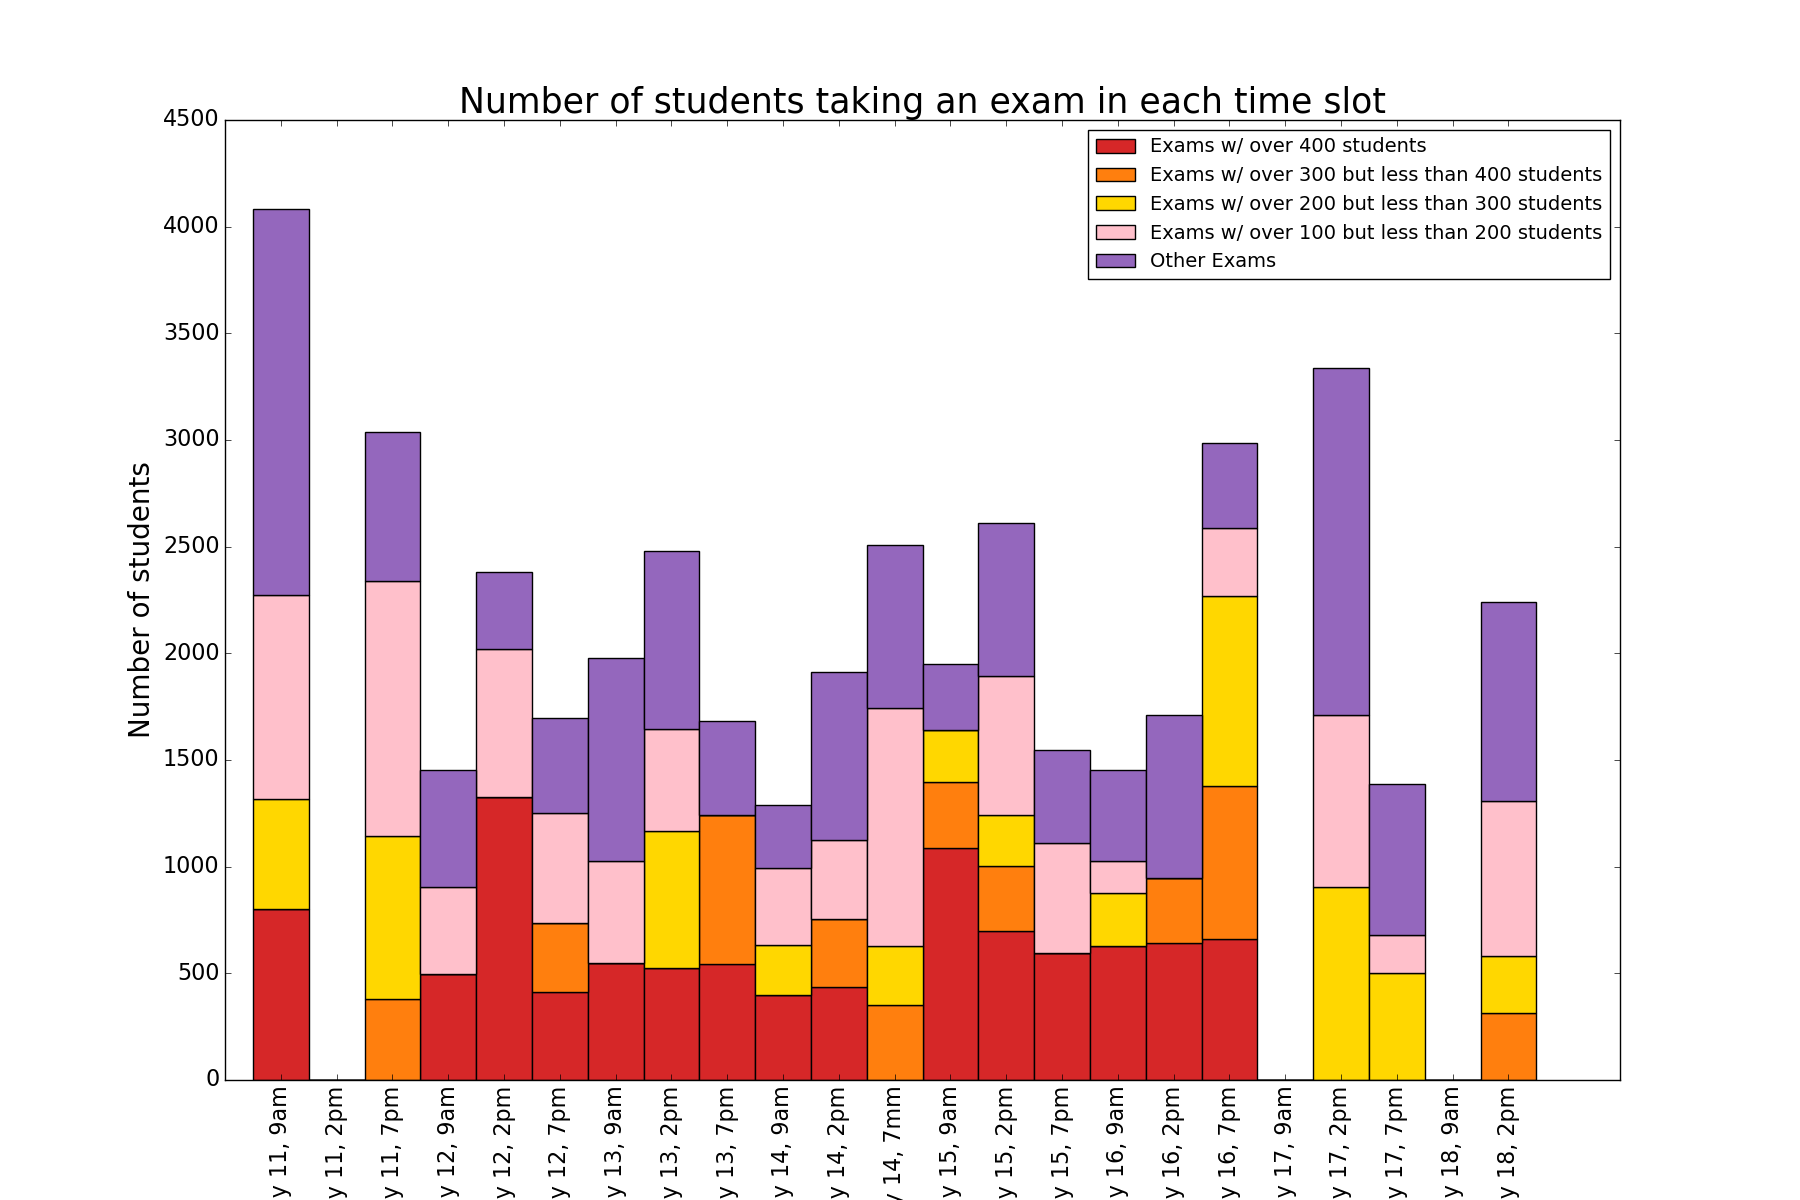 Number of students taking an exam in each time slot
4500
4000
3500
3000
2500
2000
1500
1000
500
0
Number of students
Exams w/ over 400 students
Exams w/ over 300 but less than 400 students
Exams w/ over 200 but less than 300 students
Exams w/ over 100 but less than 200 students
Other Exams
y 11, 9am
y 11, 2pm
y 11, 7pm
y 12, 9am
y 12, 2pm
y 12, 7pm
y 13, 9am
y 13, 2pm
y 13, 7pm
y 14, 9am
y 14, 2pm
y 14, 7mm
y 15, 9am
y 15, 2pm
y 15, 7pm
y 16, 9am
y 16, 2pm
y 16, 7pm
y 17, 9am
y 17, 2pm
y 17, 7pm
y 18, 9am
y 18, 2pm